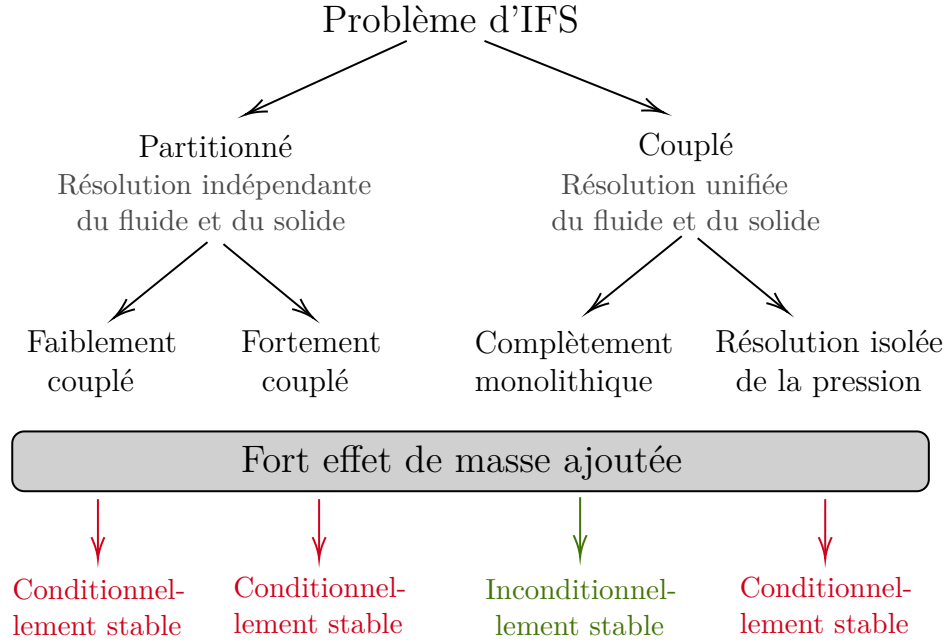 Problème d'IFS
Partitionné
Résolution indépendante
du fluide et du solide
Couplé
Résolution unifiée
du fluide et du solide
Faiblement
couplé
Fortement
couplé
Complètement
monolithique
Résolution isolée
de la pression
Fort effet de masse ajoutée
Conditionnel-
lement stable
Conditionnel-
lement stable
Inconditionnel-
lement stable
Conditionnel-
lement stable